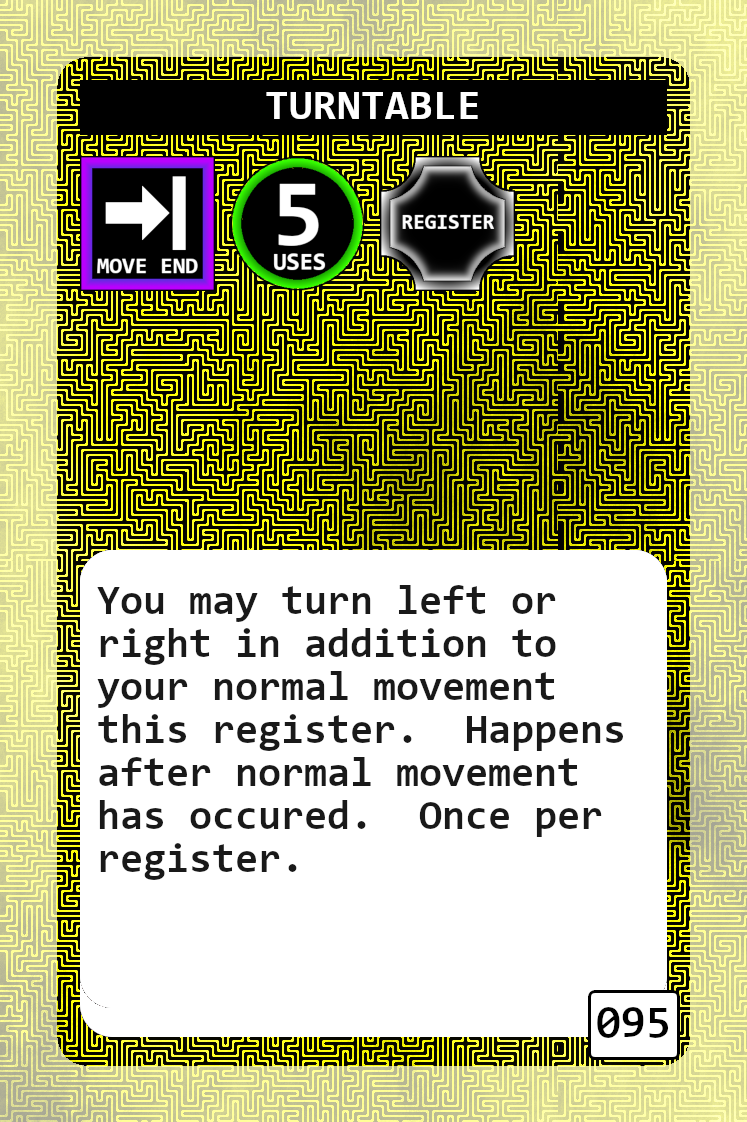 TURNTABLE
MOVE END
5
USES
REGISTER
You may turn left or
right in addition to
your normal movement
this register.  Happens
after normal movement
has occured.  Once per
register.
095